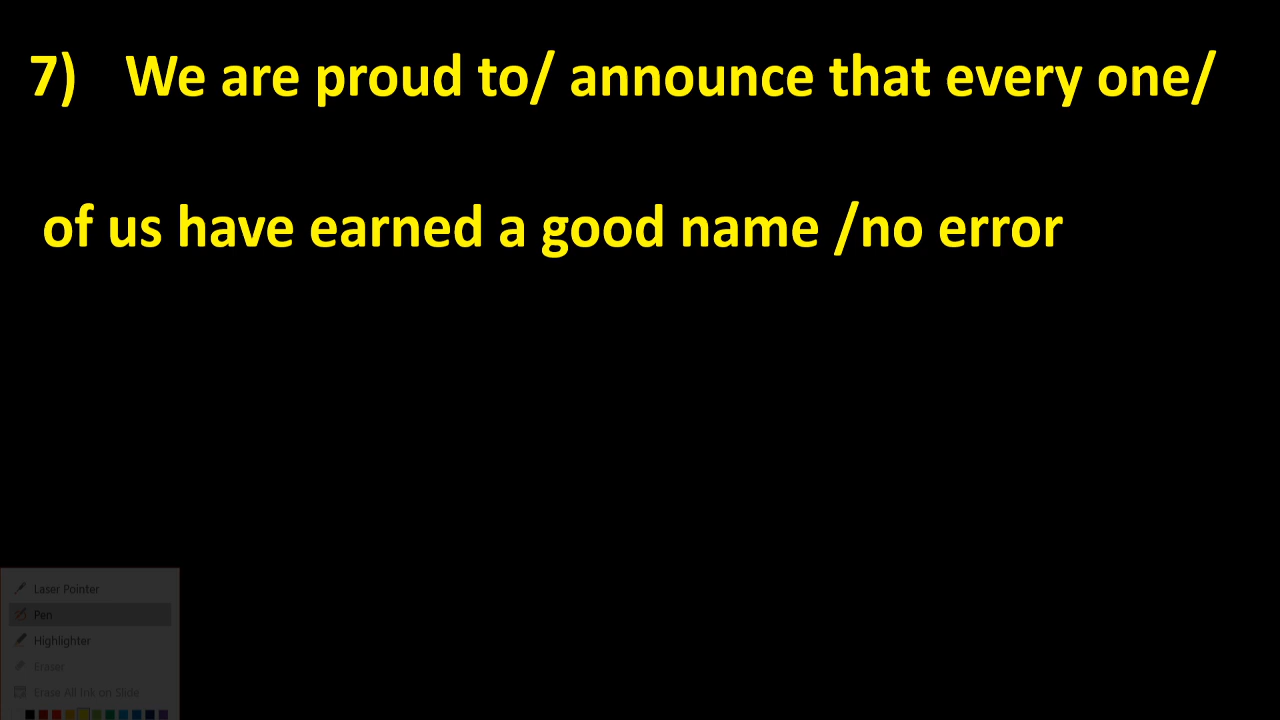 7) We are proud to/ announce that every one/
of us have earned a good name /no error
Laser Pointer
Pen
Highlighter
Eraser
Erase All Ink on Slide